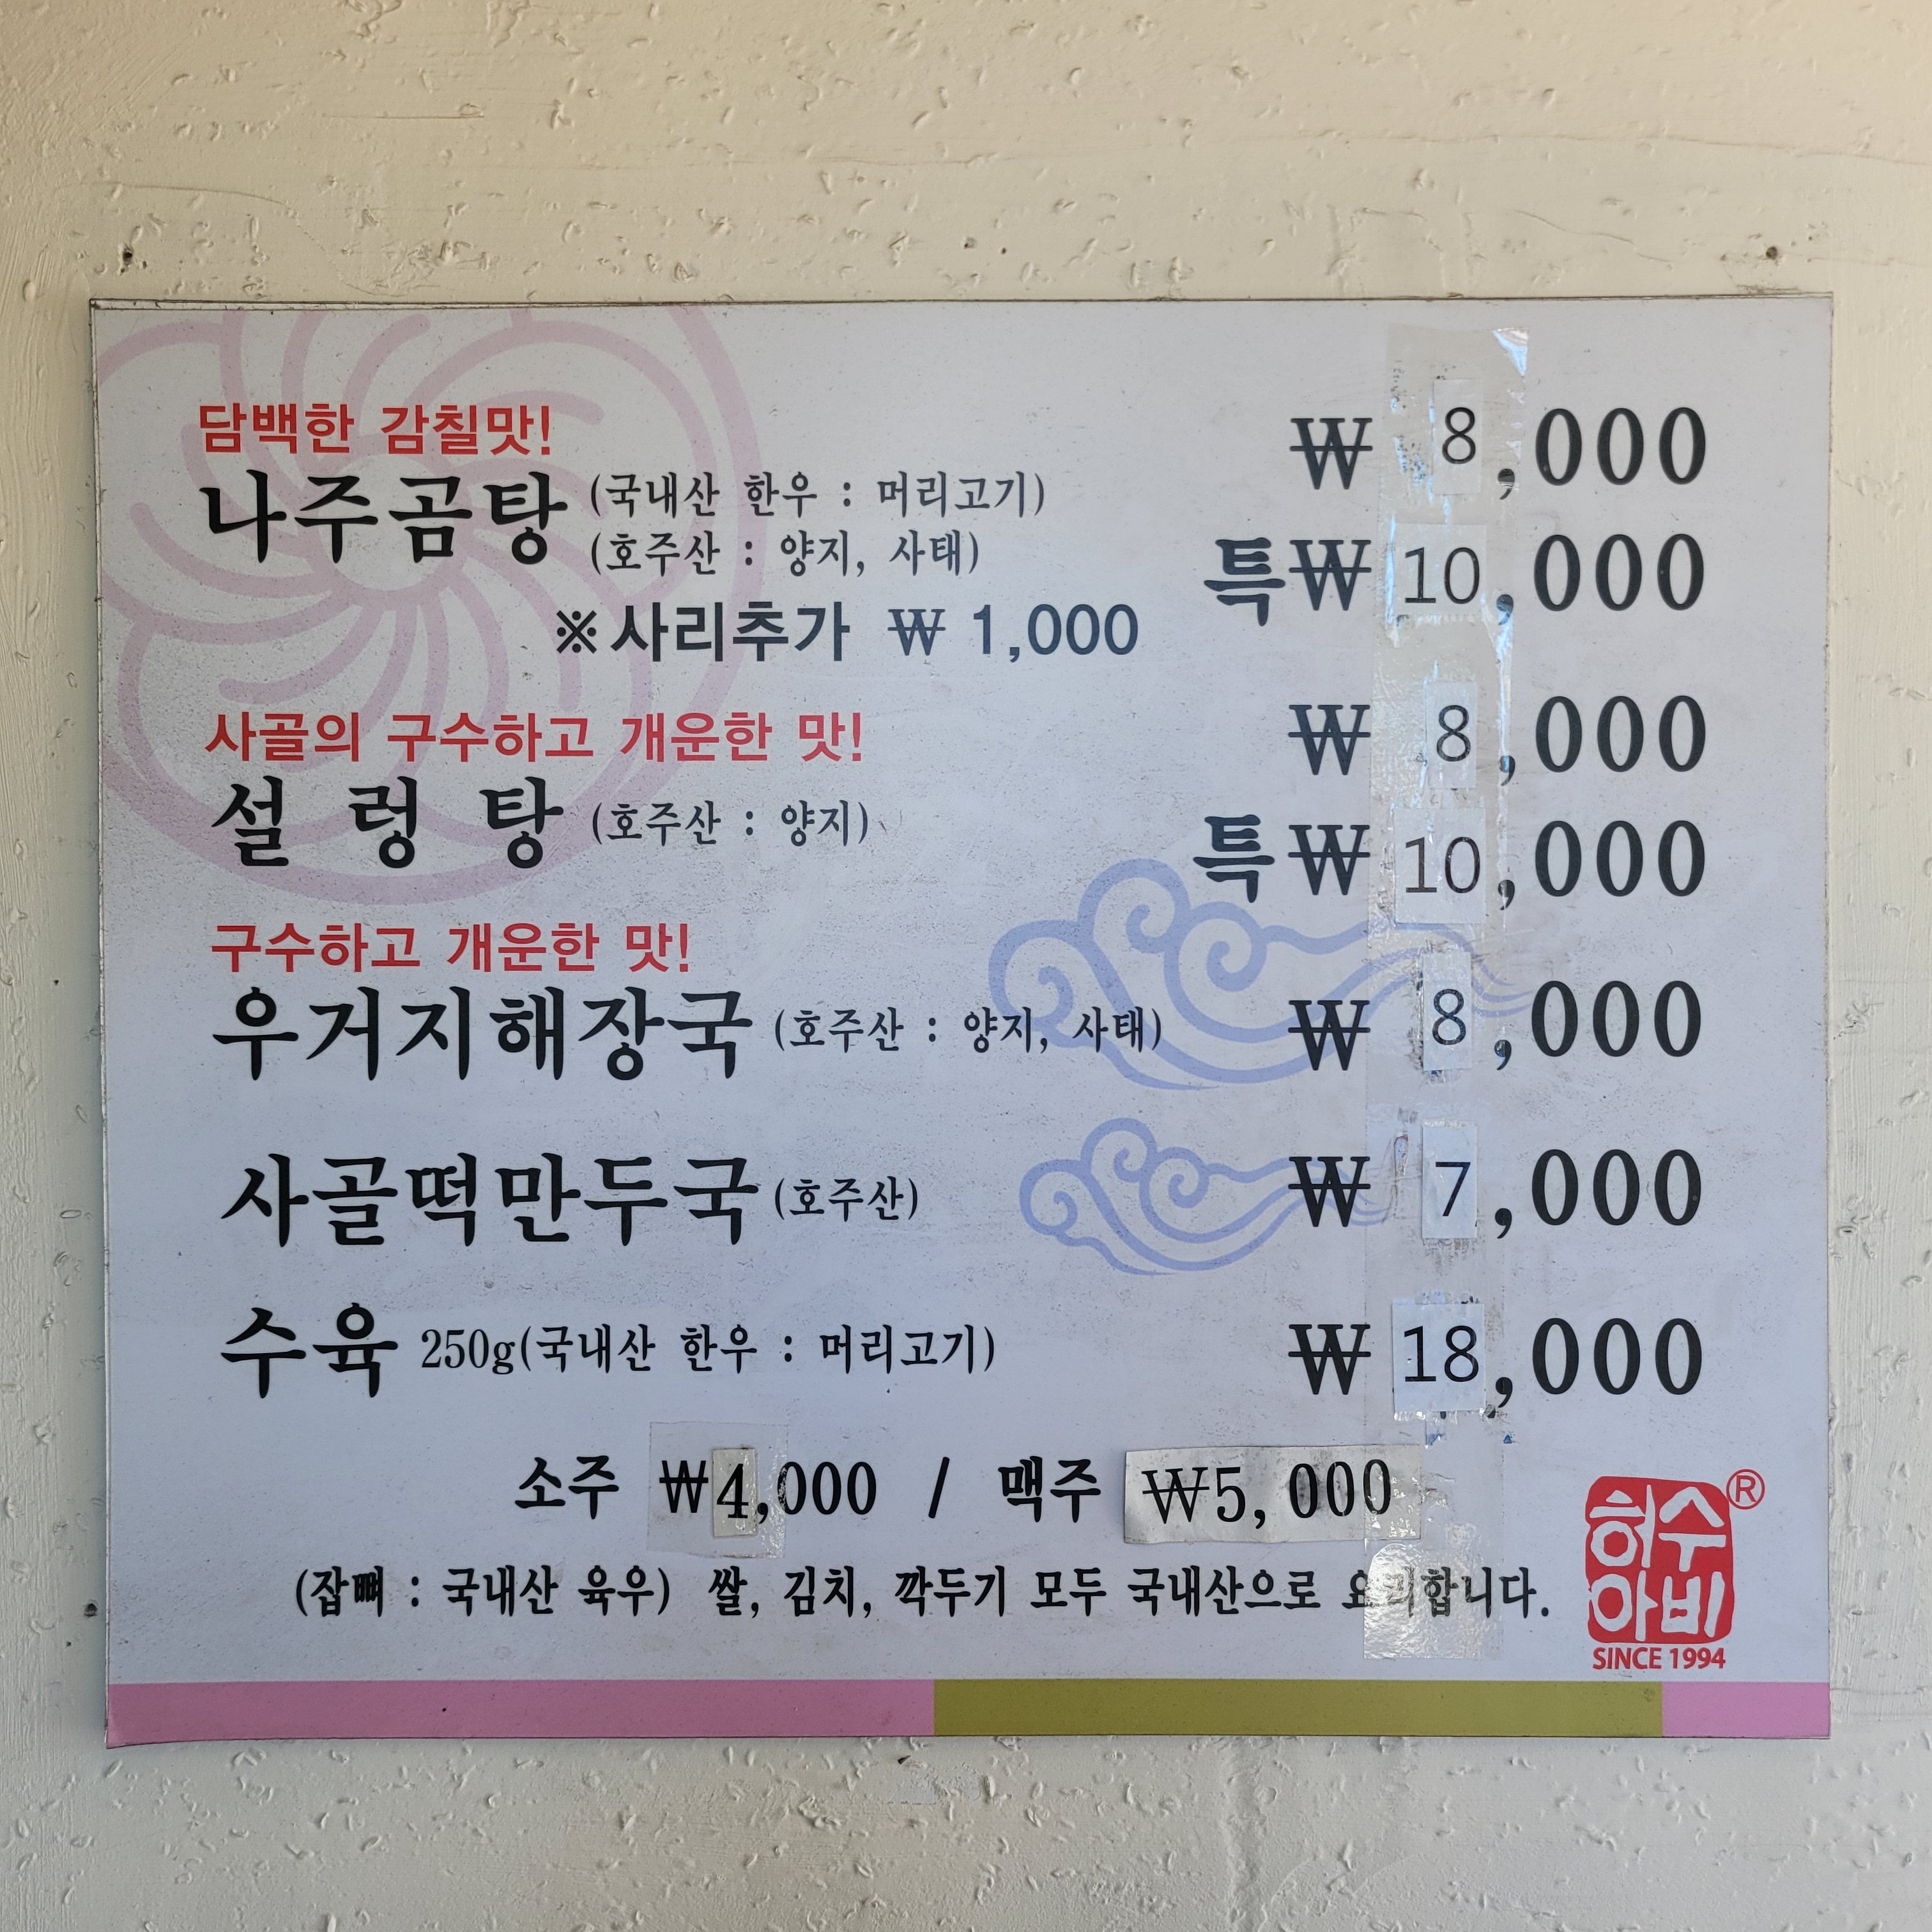 담백한 감칠맛!
나주곰탕 (국내산 한우 : 머리고기) ₩ 8,000
(호주산 : 양지, 사태) 특₩ 10,000
※사리추가 ₩ 1,000
사골의 구수하고 개운한 맛! ₩ 8,000
설렁탕 (호주산 : 양지) 특₩ 10,000
구수하고 개운한 맛!
우거지해장국 (호주산 : 양지, 사태) ₩ 8,000
사골떡만두국 (호주산) ₩ 7,000
수육 250g(국내산 한우 : 머리고기) ₩ 18,000
소주 ₩4,000 / 맥주 ₩5,000
(잡뼈 : 국내산 육우) 쌀, 김치, 깍두기 모두 국내산으로 요리합니다.
허수
아비 ®
SINCE 1994